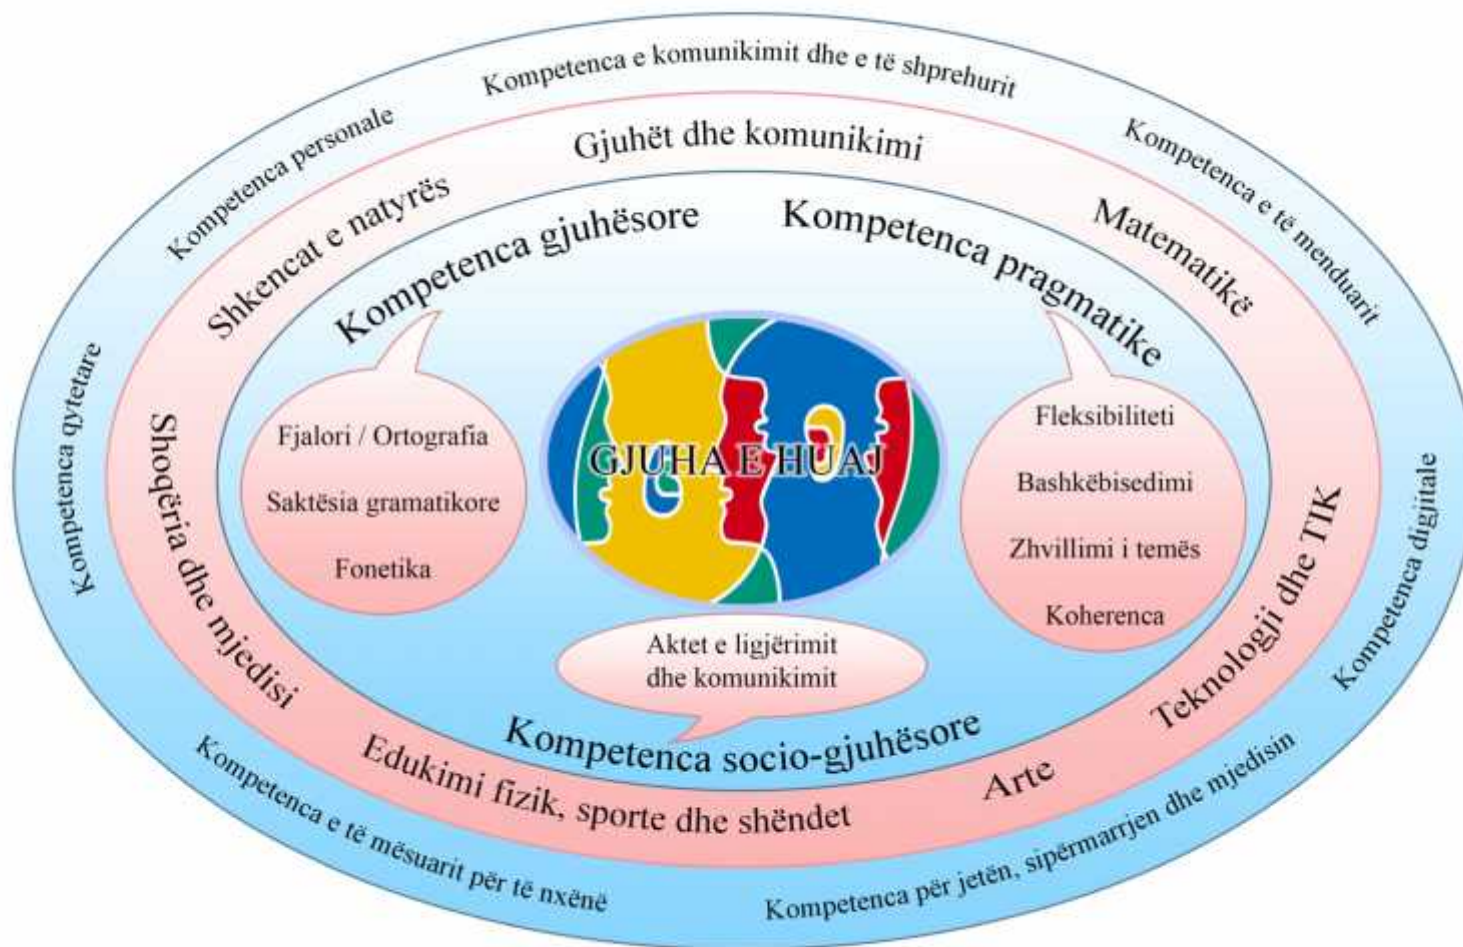 Kompetenca e komunikimit dhe e të shprehurit
Kompetenca e të menduarit
Kompetenca digjitale
Kompetenca për jetën, sipërmarrjen dhe mjedisin
Kompetenca e të mësuarit për të nxënë
Kompetenca qytetare
Kompetenca personale
Gjuhët dhe komunikimi
Matematikë
Teknologji dhe TIK
Arte
Edukimi fizik, sporte dhe shëndet
Shoqëria dhe mjedisi
Shkencat e natyrës
Kompetenca gjuhësore
Fjalori / Ortografia
Saktësia gramatikore
Fonetika
Kompetenca pragmatike
Fleksibiliteti
Bashkëbisedimi
Zhvillimi i temës
Koherenca
GJUHA E HUAJ
Aktet e ligjërimit
dhe komunikimit
Kompetenca socio-gjuhësore